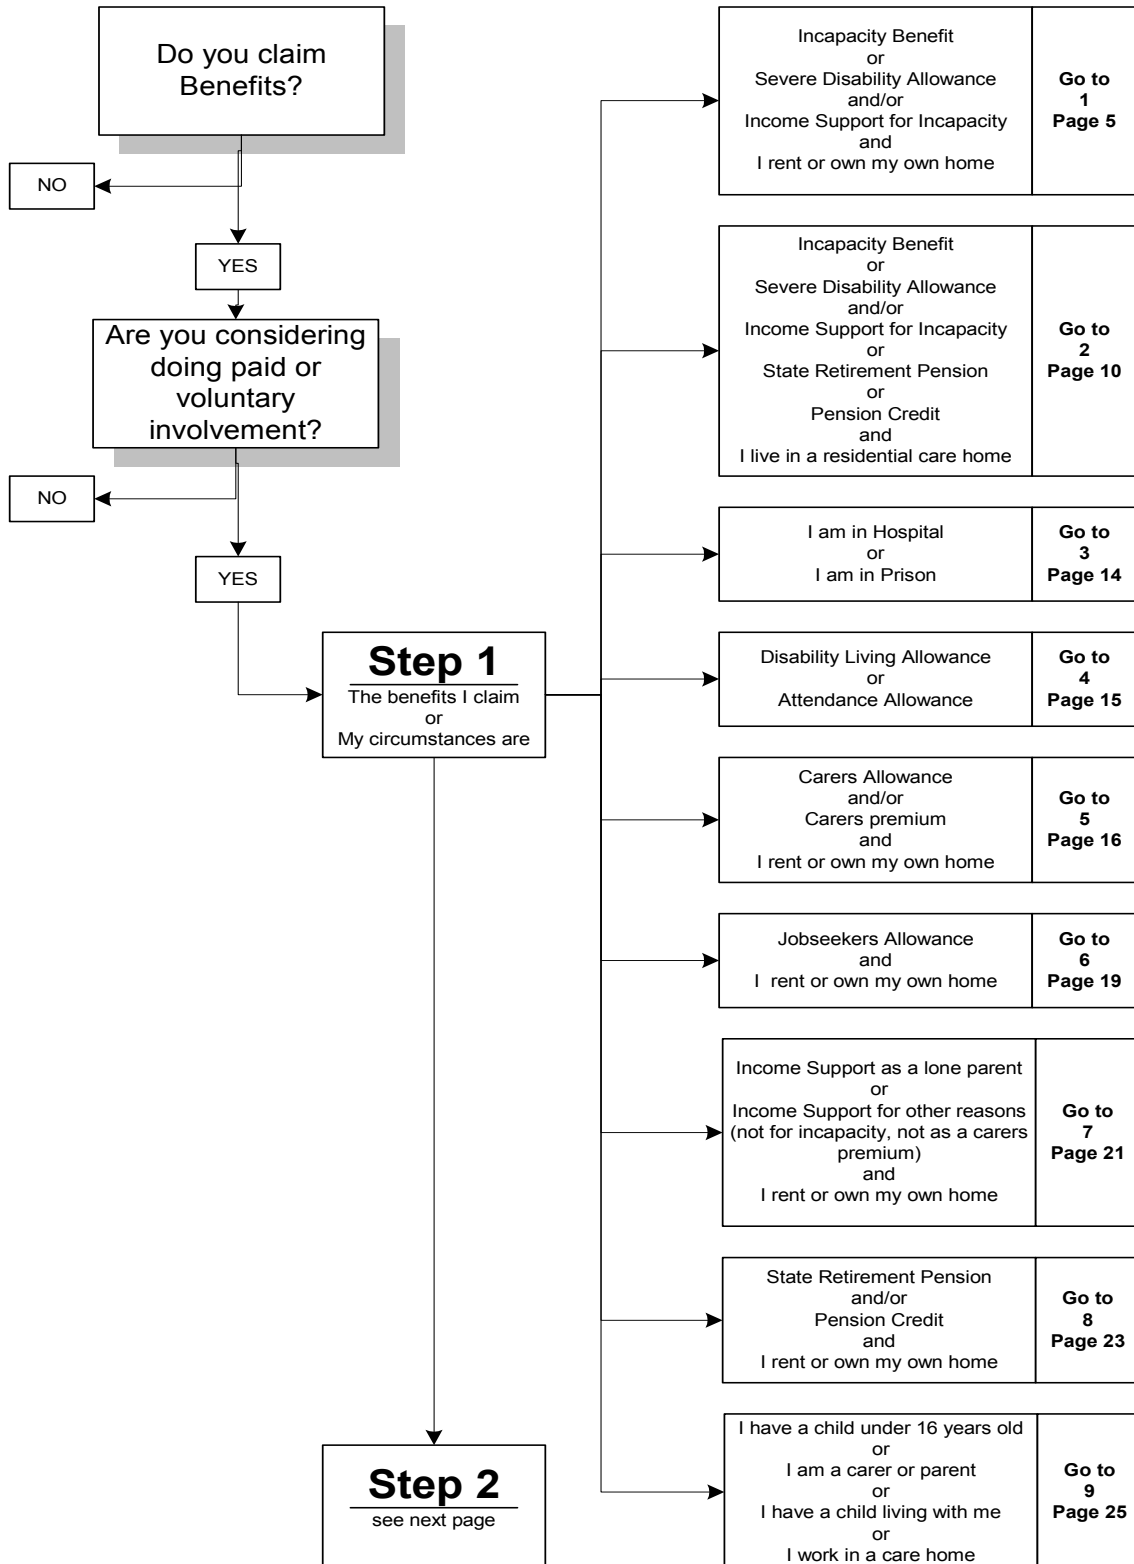 Do you claim
Benefits?
NO
YES
Are you considering
doing paid or
voluntary
involvement?
NO
YES
Step 1
The benefits I claim
or
My circumstances are
Step 2
see next page
Incapacity Benefit
or
Severe Disability Allowance
and/or
Income Support for Incapacity
and
I rent or own my own home
Go to
1
Page 5
Incapacity Benefit
or
Severe Disability Allowance
and/or
Income Support for Incapacity
or
State Retirement Pension
or
Pension Credit
and
I live in a residential care home
Go to
2
Page 10
I am in Hospital
or
I am in Prison
Go to
3
Page 14
Disability Living Allowance
or
Attendance Allowance
Go to
4
Page 15
Carers Allowance
and/or
Carers premium
and
I rent or own my own home
Go to
5
Page 16
Jobseekers Allowance
and
I rent or own my own home
Go to
6
Page 19
Income Support as a lone parent
or
Income Support for other reasons
(not for incapacity, not as a carers
premium)
and
I rent or own my own home
Go to
7
Page 21
State Retirement Pension
and/or
Pension Credit
and
I rent or own my own home
Go to
8
Page 23
I have a child under 16 years old
or
I am a carer or parent
or
I have a child living with me
or
I work in a care home
Go to
9
Page 25